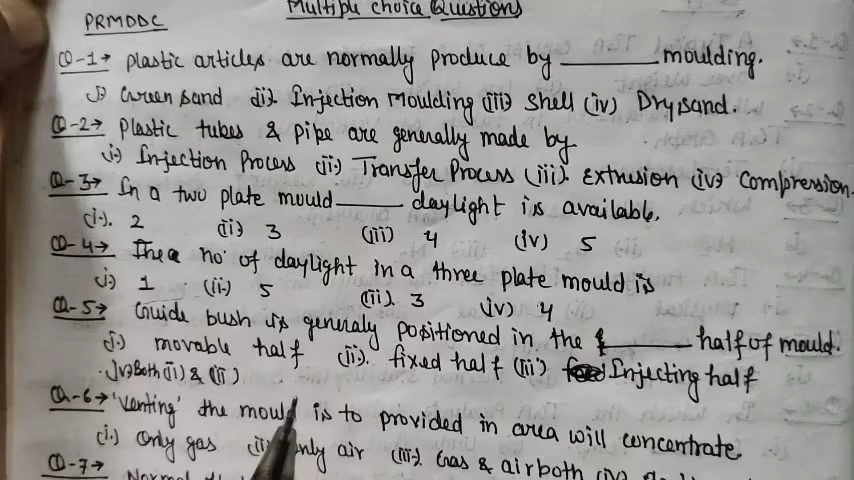 Multiple choice Questions
PRMDDC
Q-1→ Plastic articles are normally produce by ______ moulding.
(i) Green sand (ii). Injection Moulding (iii) Shell (iv) Dry sand.
Q-2→ Plastic tubes & pipe are generally made by
(i) Injection Process (ii) Transfer Process (iii). Extrusion (iv) Compression.
Q-3→ In a two plate mould ______ daylight is available.
(i). 2 (ii) 3 (iii) 4 (iv) 5
Q-4→ The no. of daylight in a three plate mould is
(i) 1 (ii) 5 (iii). 3 (iv) 4
Q-5→ Guide bush is generaly positioned in the ______ half of mould.
(i) movable half (ii). fixed half (iii) Injecting half
(iv) Both (i) & (ii)
Q-6→ 'Venting' the mould is to provided in area will concentrate
(i.) Only gas (ii) only air (iii). Gas & air both (iv)
Q-7→